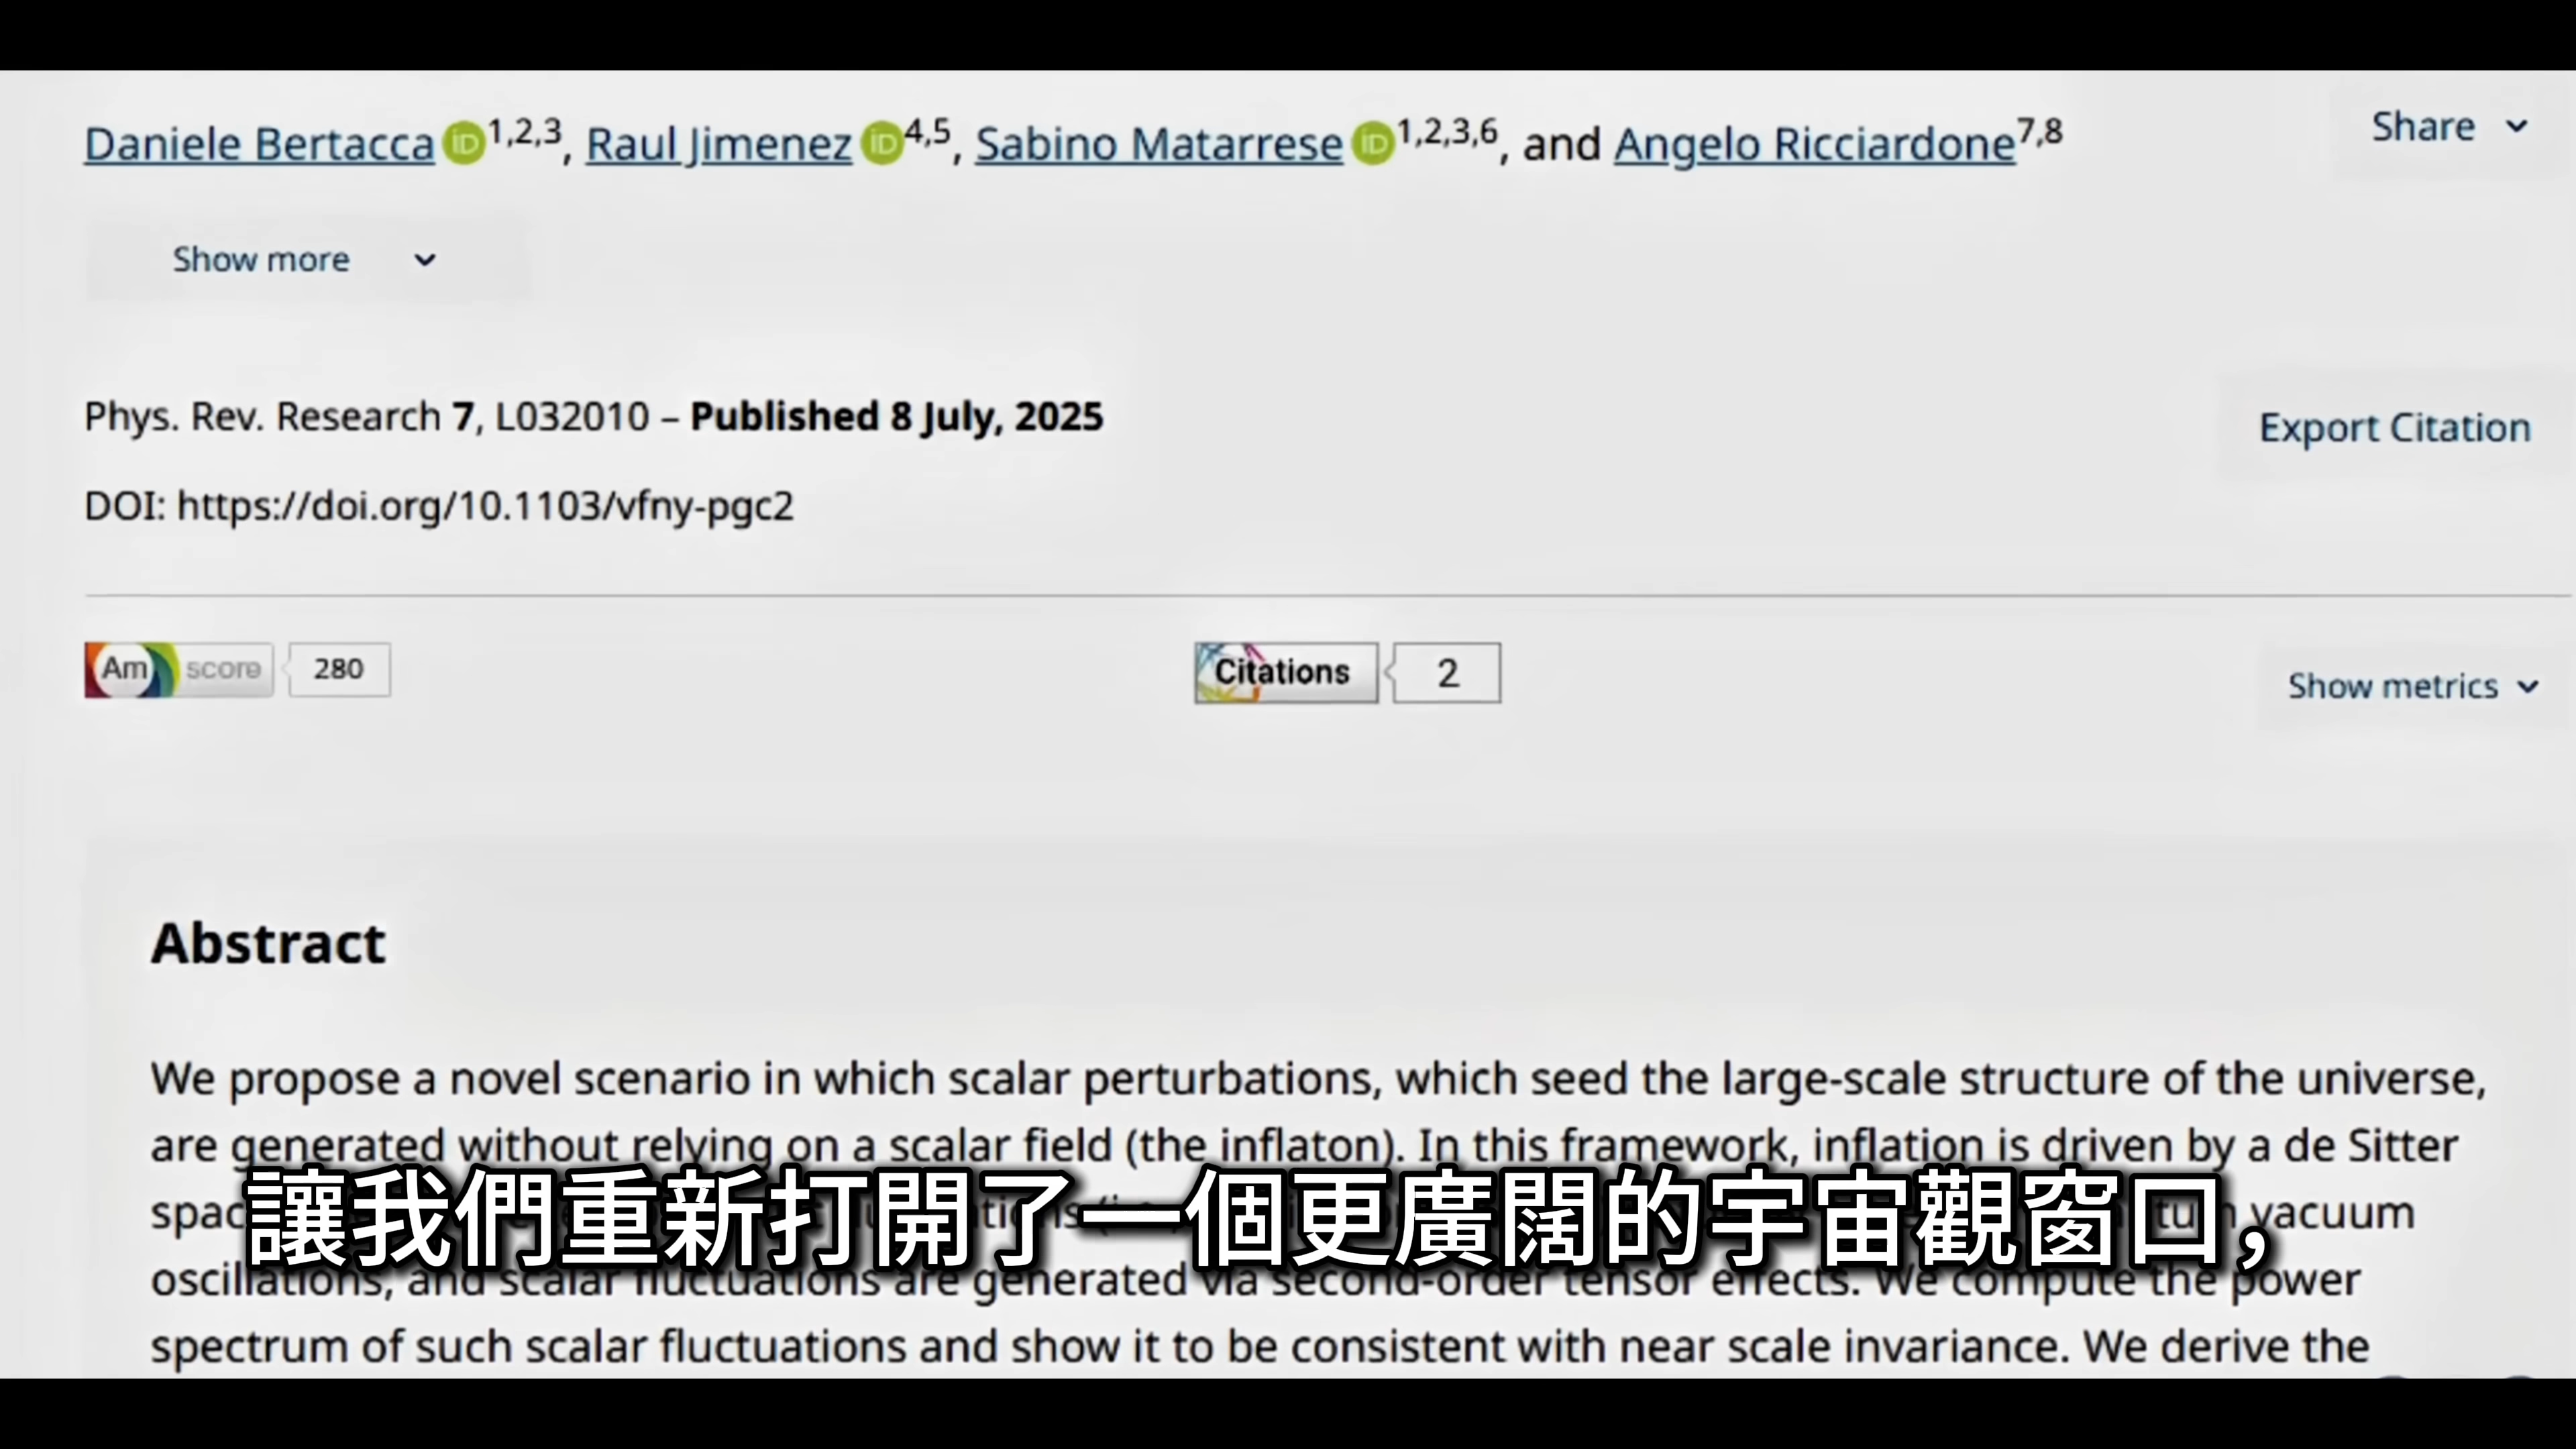 Daniele Bertacca iD 1,2,3, Raul Jimenez iD 4,5, Sabino Matarrese iD 1,2,3,6, and Angelo Ricciardone 7,8
Share
Show more
Phys. Rev. Research 7, L032010 – Published 8 July, 2025
Export Citation
DOI: https://doi.org/10.1103/vfny-pgc2
Am score 280
Citations 2
Show metrics
Abstract
We propose a novel scenario in which scalar perturbations, which seed the large-scale structure of the universe,
are generated without relying on a scalar field (the inflaton). In this framework, inflation is driven by a de Sitter
vacuum
讓我們重新打開了一個更廣闊的宇宙觀窗口，
oscillations, and scalar fluctuations are generated via second-order tensor effects. We compute the power
spectrum of such scalar fluctuations and show it to be consistent with near scale invariance. We derive the